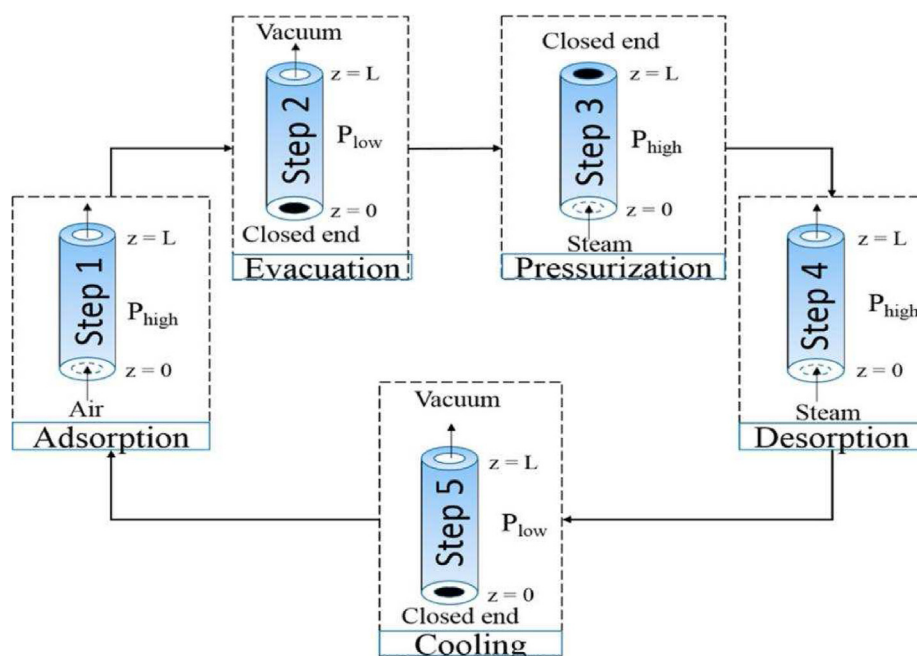 Step 1
z = L
P_high
z = 0
Air
Adsorption
Vacuum
Step 2
z = L
P_low
z = 0
Closed end
Evacuation
Closed end
Step 3
z = L
P_high
z = 0
Steam
Pressurization
Step 4
z = L
P_high
z = 0
Steam
Desorption
Vacuum
Step 5
z = L
P_low
z = 0
Closed end
Cooling